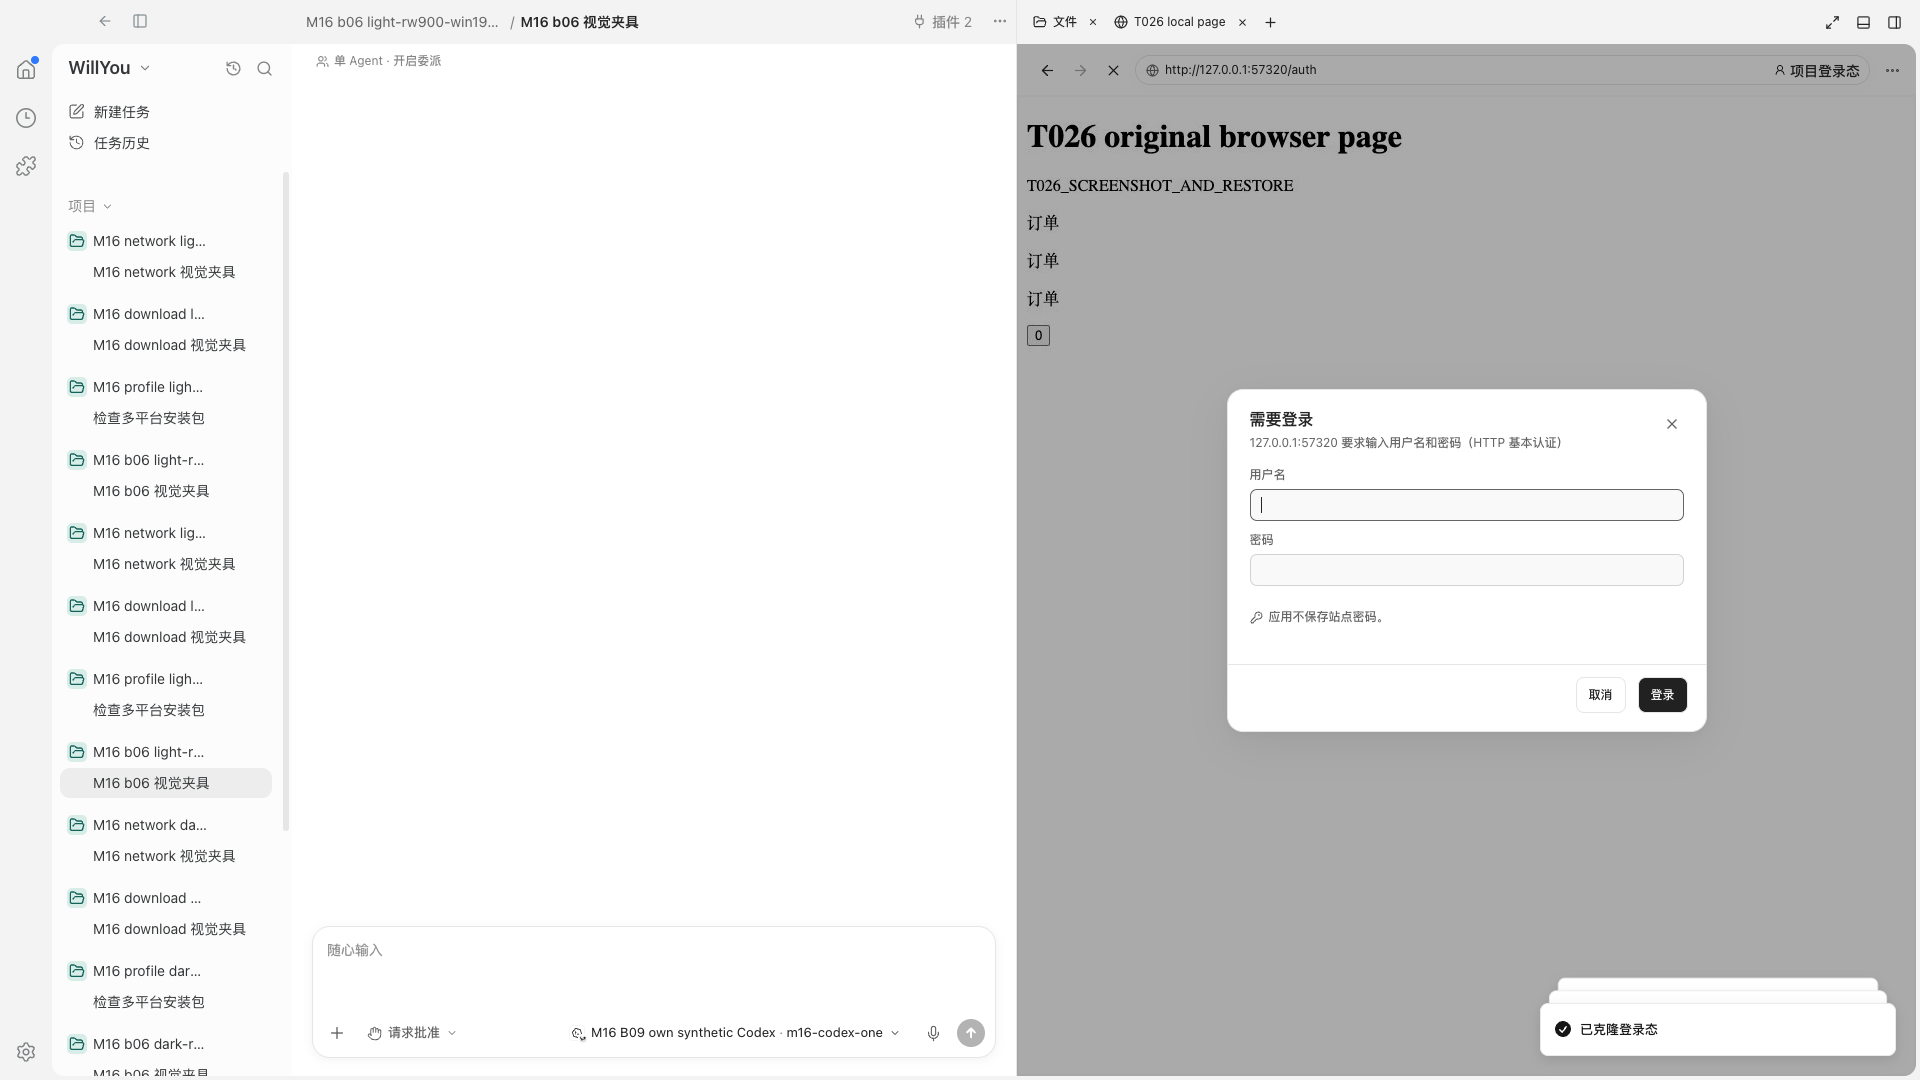 M16 b06 light-rw900-win19... / M16 b06 视觉夹具
插件 2
文件
T026 local page
WillYou
新建任务
任务历史
项目
M16 network lig...
M16 network 视觉夹具
M16 download l...
M16 download 视觉夹具
M16 profile ligh...
检查多平台安装包
M16 b06 light-r...
M16 b06 视觉夹具
M16 network lig...
M16 network 视觉夹具
M16 download l...
M16 download 视觉夹具
M16 profile ligh...
检查多平台安装包
M16 b06 light-r...
M16 b06 视觉夹具
M16 network da...
M16 network 视觉夹具
M16 download ...
M16 download 视觉夹具
M16 profile dar...
检查多平台安装包
M16 b06 dark-r...
M16 b06 视觉夹具
单 Agent · 开启委派
随心输入
请求批准
M16 B09 own synthetic Codex · m16-codex-one
http://127.0.0.1:57320/auth
项目登录态
T026 original browser page
T026_SCREENSHOT_AND_RESTORE
订单
订单
订单
0
需要登录
127.0.0.1:57320 要求输入用户名和密码（HTTP 基本认证）
用户名
密码
应用不保存站点密码。
取消
登录
已克隆登录态